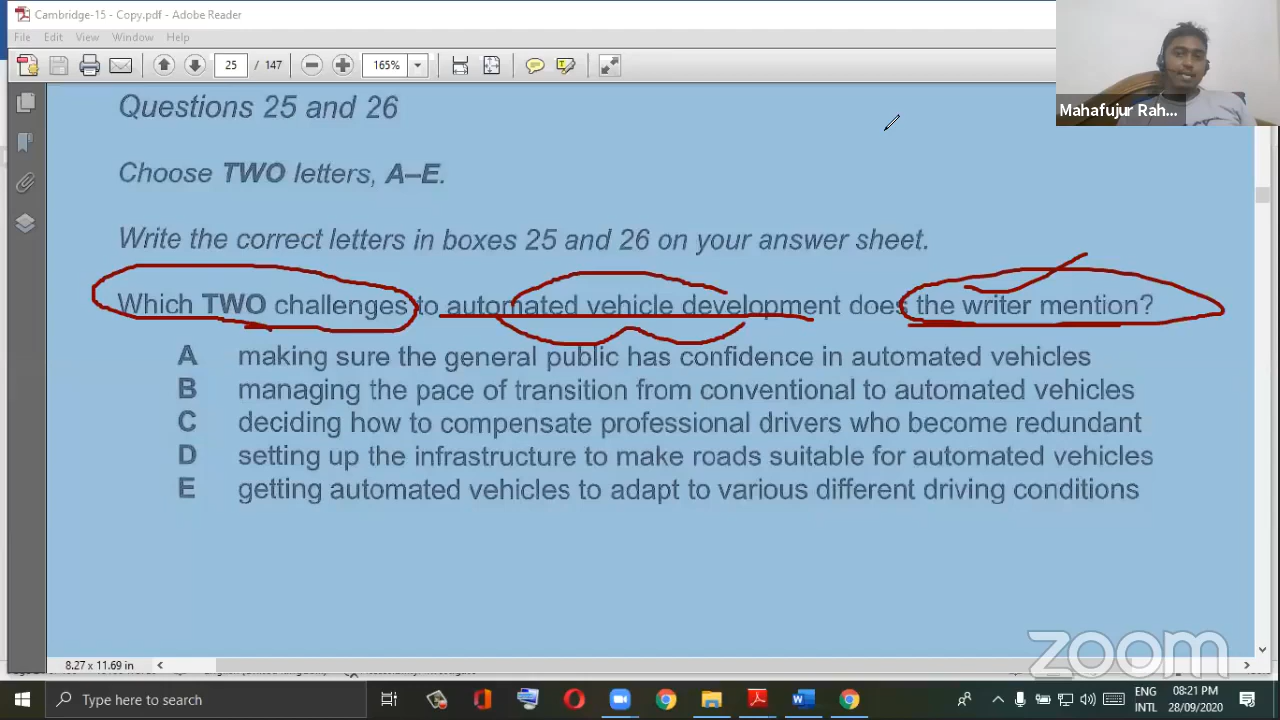 Cambridge-15 - Copy.pdf - Adobe Reader
File Edit View Window Help
25 / 147 165%
Mahafujur Rah...
Questions 25 and 26
Choose TWO letters, A–E.
Write the correct letters in boxes 25 and 26 on your answer sheet.
Which TWO challenges to automated vehicle development does the writer mention?
A making sure the general public has confidence in automated vehicles
B managing the pace of transition from conventional to automated vehicles
C deciding how to compensate professional drivers who become redundant
D setting up the infrastructure to make roads suitable for automated vehicles
E getting automated vehicles to adapt to various different driving conditions
zoom
8.27 x 11.69 in
Type here to search
ENG 08:21 PM
INTL 28/09/2020